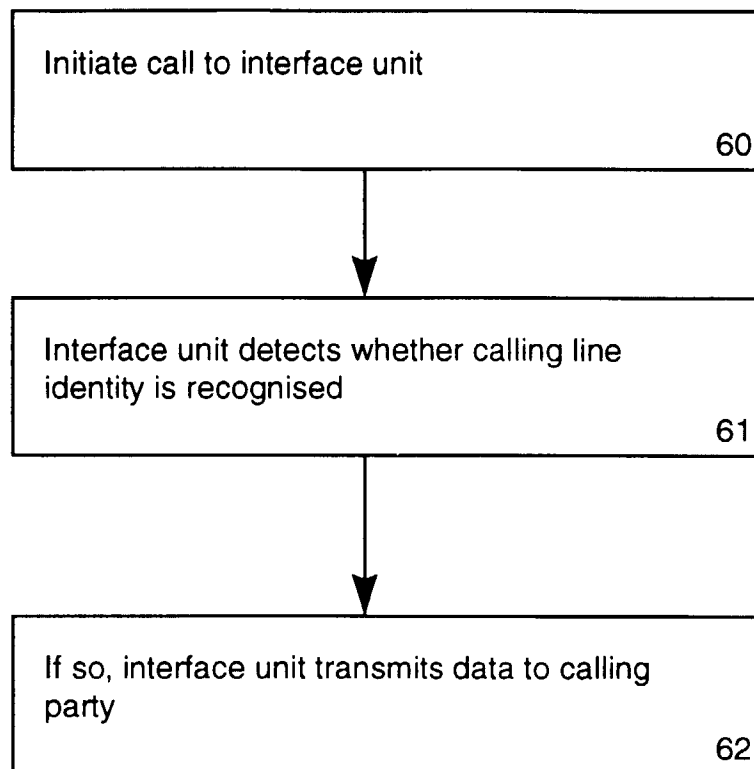 Initiate call to interface unit
60
Interface unit detects whether calling line
identity is recognised
61
If so, interface unit transmits data to calling
party
62